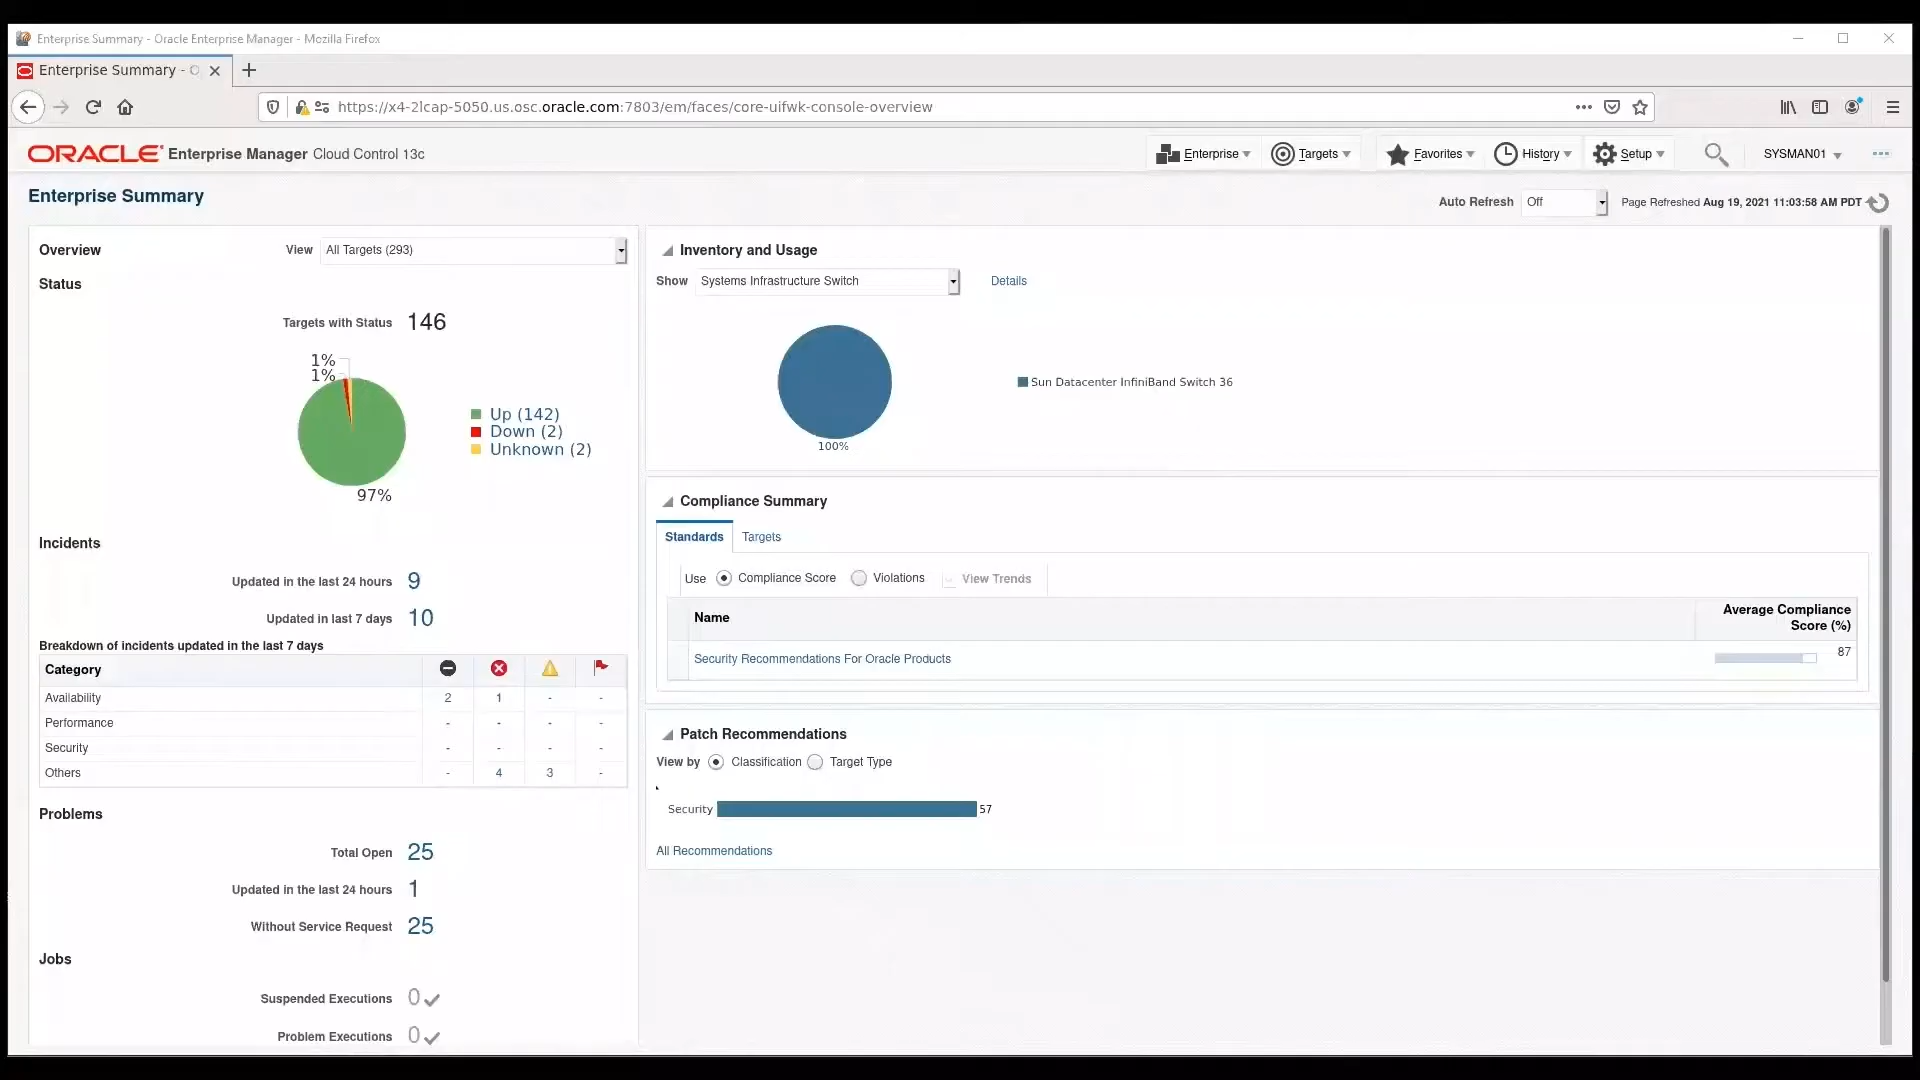 Enterprise Summary - Oracle Enterprise Manager - Mozilla Firefox
Enterprise Summary -
https://x4-2lcap-5050.us.osc.oracle.com:7803/em/faces/core-uifwk-console-overview
ORACLE Enterprise Manager Cloud Control 13c
Enterprise Targets Favorites History Setup SYSMAN01
Enterprise Summary
Auto Refresh Off Page Refreshed Aug 19, 2021 11:03:58 AM PDT
Overview View All Targets (293)
Status
Targets with Status 146
1%
1%
Up (142)
Down (2)
Unknown (2)
97%
Incidents
Updated in the last 24 hours 9
Updated in last 7 days 10
Breakdown of incidents updated in the last 7 days
Category
Availability 2 1 - -
Performance - - - -
Security - - - -
Others - 4 3 -
Problems
Total Open 25
Updated in the last 24 hours 1
Without Service Request 25
Jobs
Suspended Executions 0
Problem Executions 0
Inventory and Usage
Show Systems Infrastructure Switch Details
Sun Datacenter InfiniBand Switch 36
100%
Compliance Summary
Standards Targets
Use Compliance Score Violations View Trends
Name Average Compliance
Score (%)
Security Recommendations For Oracle Products 87
Patch Recommendations
View by Classification Target Type
Security 57
All Recommendations